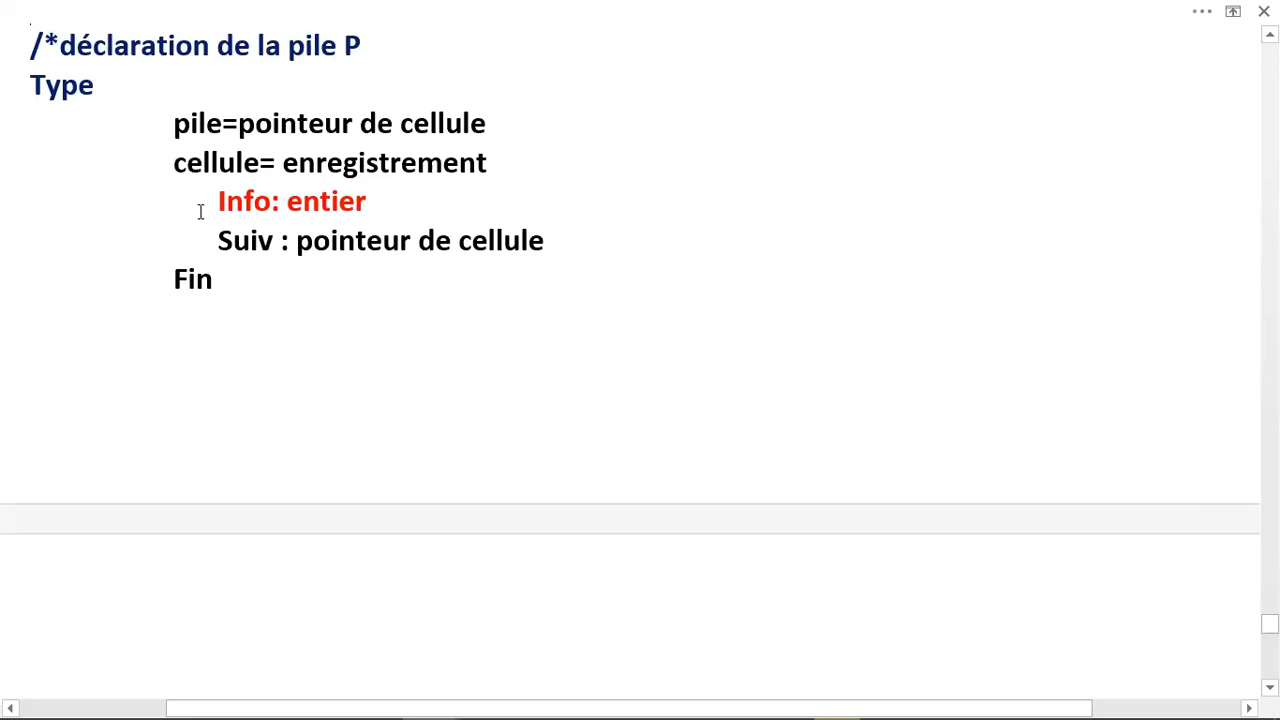 /*déclaration de la pile P
Type
pile=pointeur de cellule
cellule= enregistrement
Info: entier
Suiv : pointeur de cellule
Fin